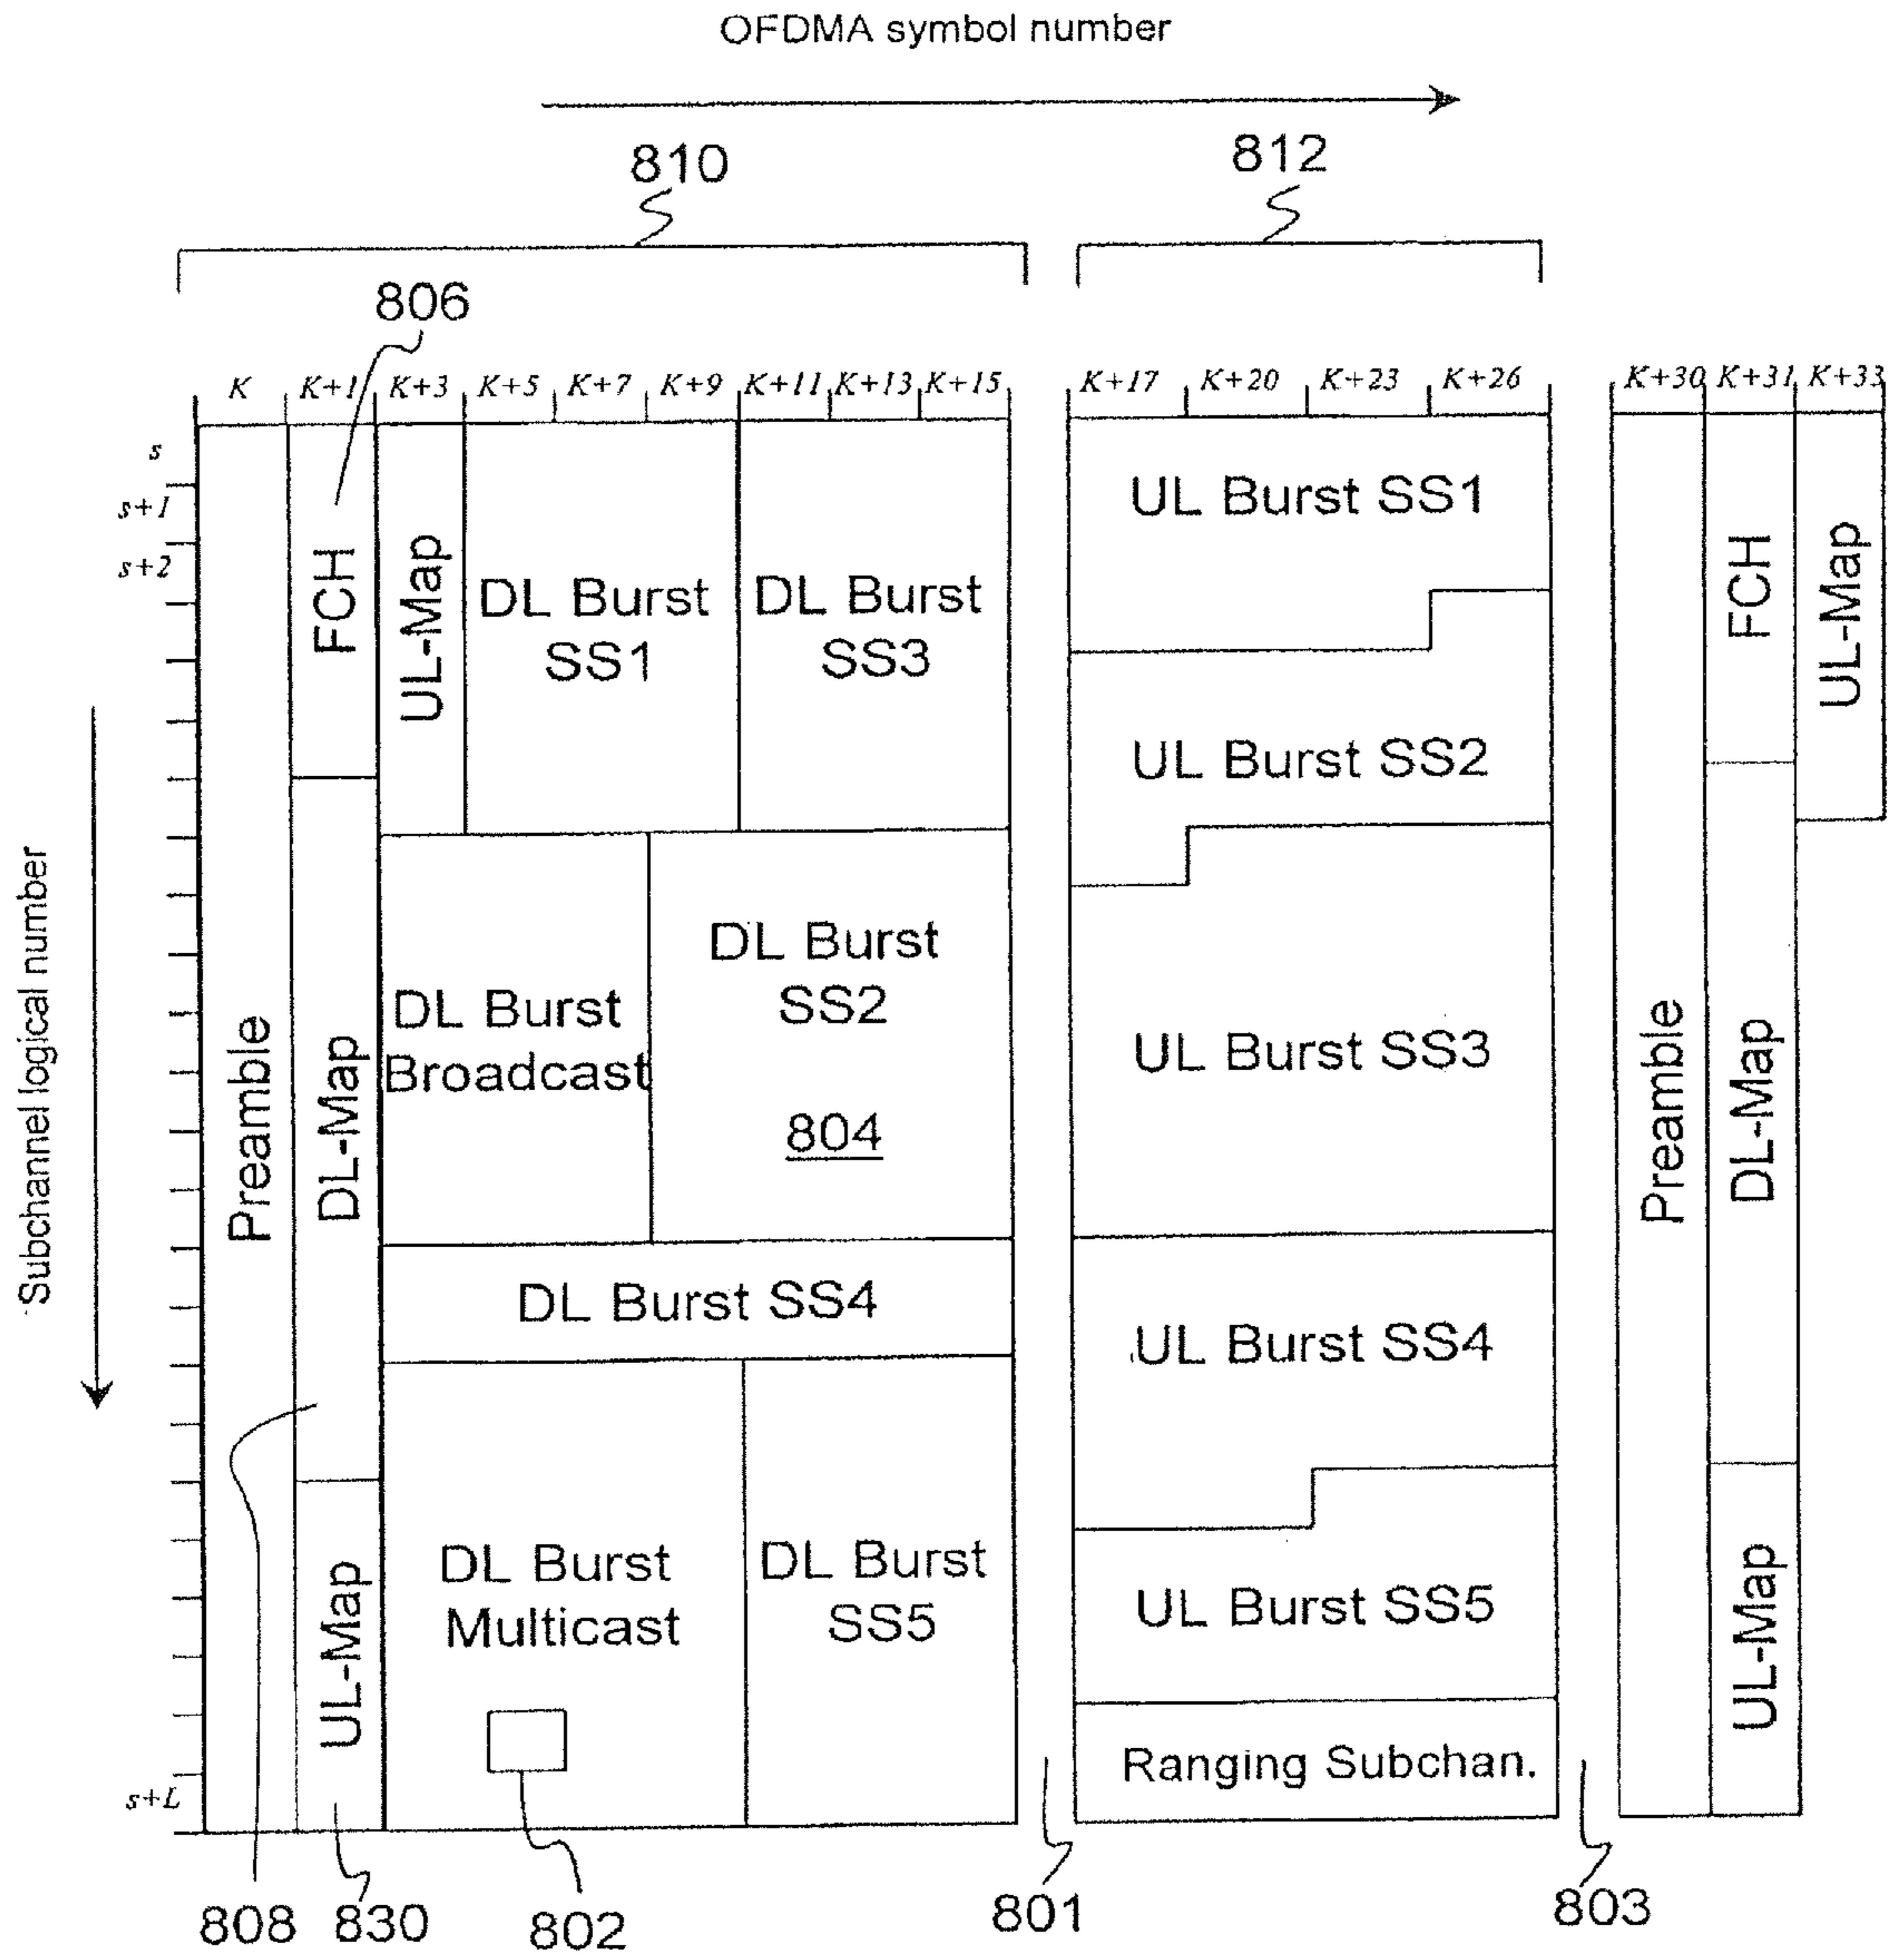 OFDMA symbol number
810
812
806
K K+1 K+3 K+5 K+7 K+9 K+11 K+13 K+15 K+17 K+20 K+23 K+26 K+30 K+31 K+33
s
s+1
s+2
s+L
Subchannel logical number
Preamble
FCH
DL-Map
UL-Map
UL-Map
DL Burst
SS1
DL Burst
SS3
DL Burst
Broadcast
DL Burst
SS2
804
DL Burst SS4
DL Burst
Multicast
DL Burst
SS5
UL Burst SS1
UL Burst SS2
UL Burst SS3
UL Burst SS4
UL Burst SS5
Ranging Subchan.
Preamble
FCH
DL-Map
UL-Map
UL-Map
808
830
802
801
803